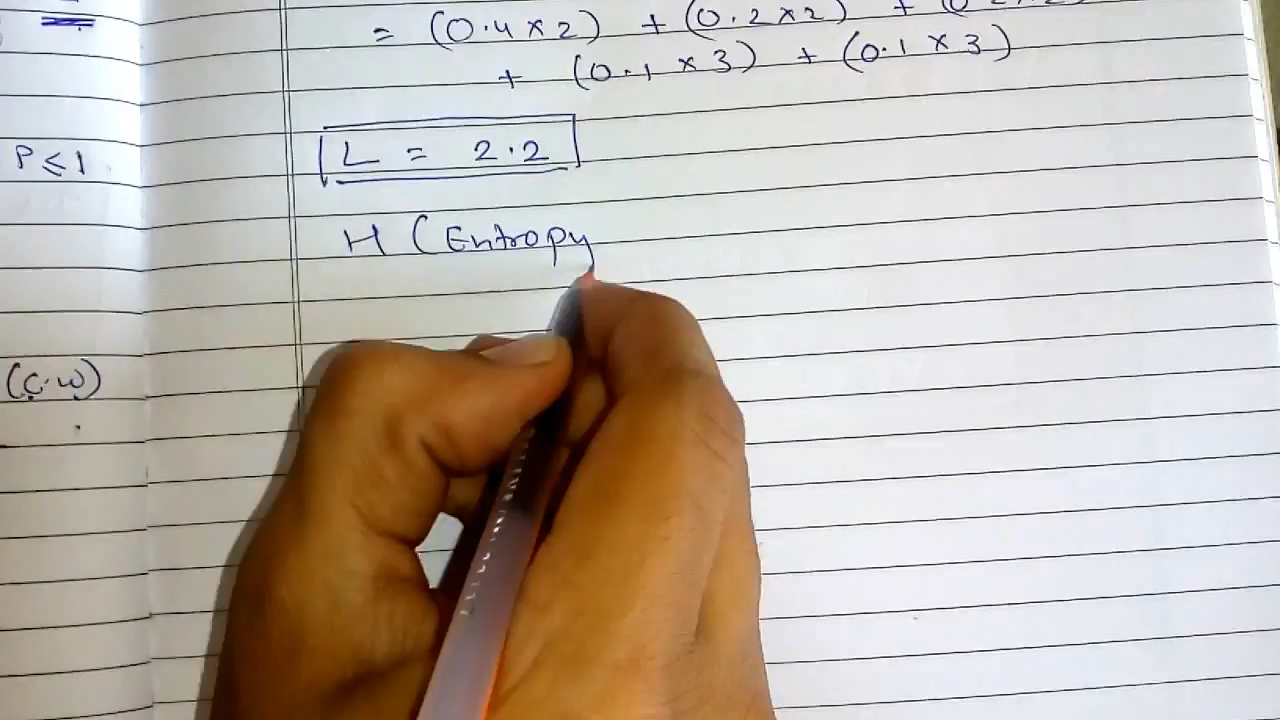 = (0.4 × 2) + (0.2 × 2) +
+ (0.1 × 3) + (0.1 × 3)
P ≤ 1
L = 2.2
H (Entropy
(C.W)